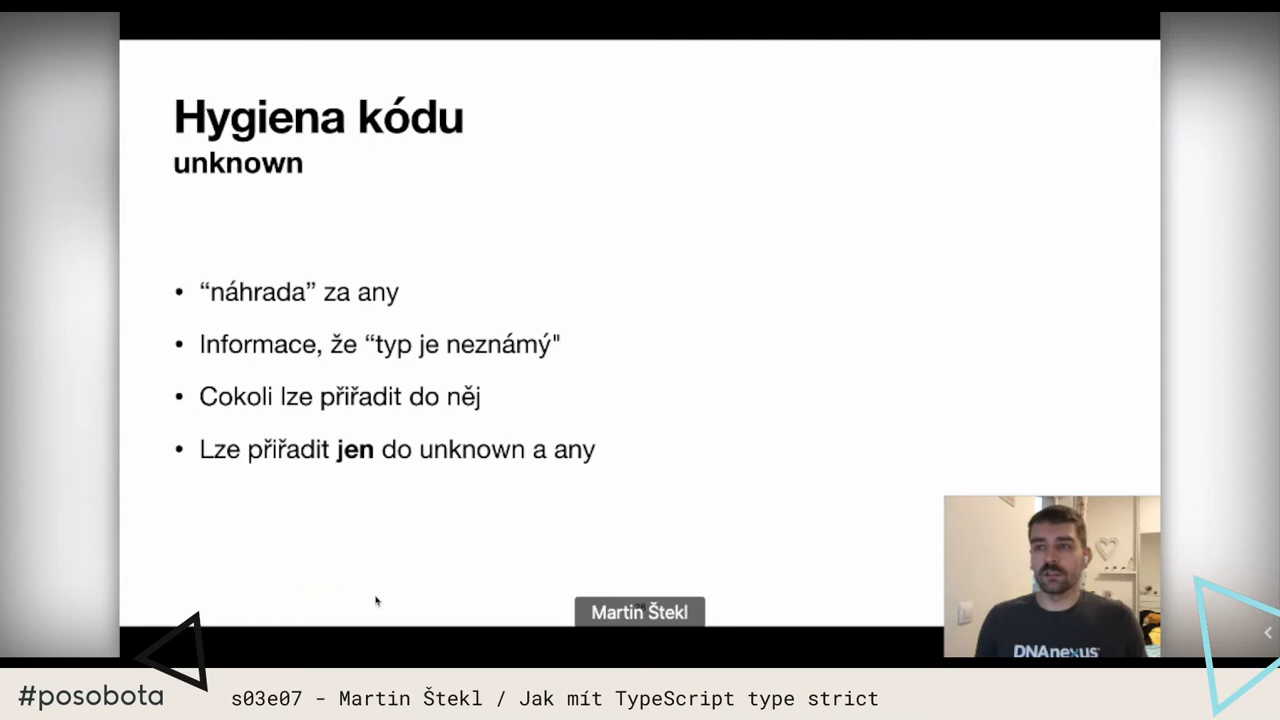 Hygiena kódu
unknown
• “náhrada” za any
• Informace, že “typ je neznámý"
• Cokoli lze přiřadit do něj
• Lze přiřadit jen do unknown a any
Martin Štekl
DNAnexus
#posobota
s03e07 - Martin Štekl / Jak mít TypeScript type strict